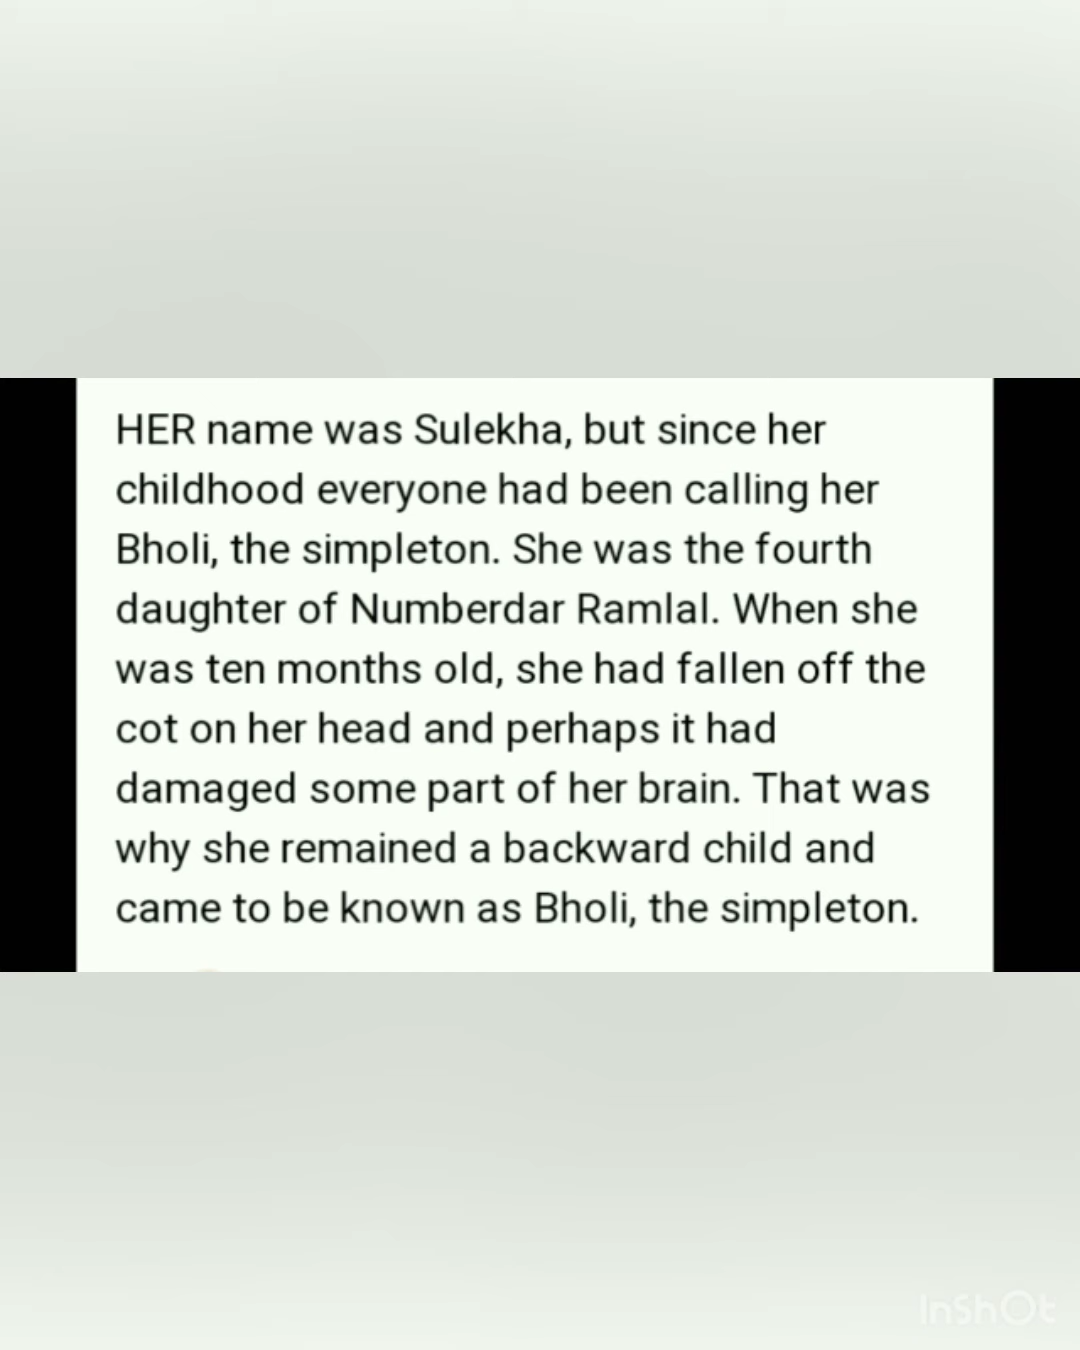 HER name was Sulekha, but since her
childhood everyone had been calling her
Bholi, the simpleton. She was the fourth
daughter of Numberdar Ramlal. When she
was ten months old, she had fallen off the
cot on her head and perhaps it had
damaged some part of her brain. That was
why she remained a backward child and
came to be known as Bholi, the simpleton.
InShOt